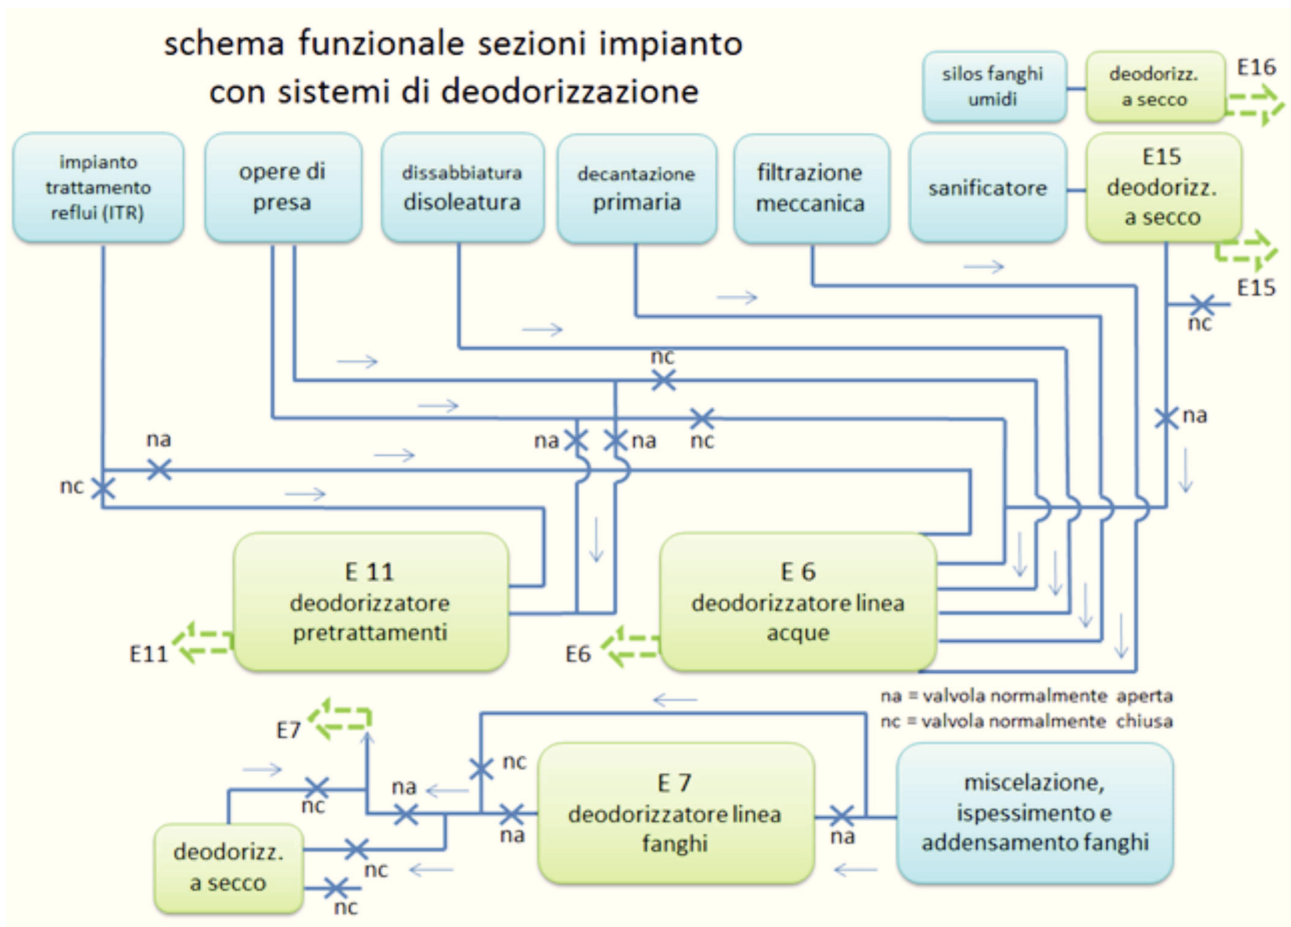 schema funzionale sezioni impianto
con sistemi di deodorizzazione
silos fanghi
umidi
deodorizz.
a secco
E16
impianto
trattamento
reflui (ITR)
opere di
presa
dissabbiatura
disoleatura
decantazione
primaria
filtrazione
meccanica
sanificatore
E15
deodorizz.
a secco
E15
nc
nc
na
na
na
nc
na
nc
E 11
deodorizzatore
pretrattamenti
E11
E 6
deodorizzatore linea
acque
E6
na = valvola normalmente aperta
nc = valvola normalmente chiusa
E7
nc
na
nc
na
E 7
deodorizzatore linea
fanghi
na
miscelazione,
ispessimento e
addensamento fanghi
deodorizz.
a secco
nc
nc